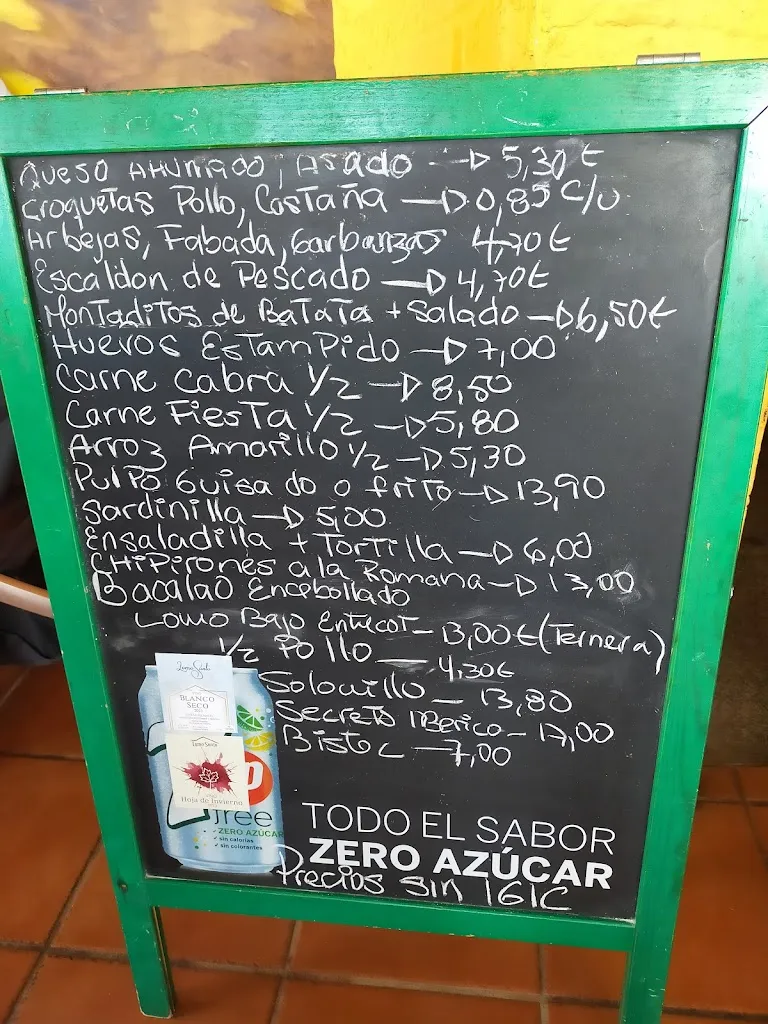 Queso Ahumado, Asado → 5,30 €
Croquetas Pollo, Castaña → 0,85 c/u
Arbejas, Fabada, Garbanzas 4,70 €
Escaldon de Pescado → 4,70 €
Montaditos de Batata + Salado → 6,50 €
Huevos Estampido → 7,00
Carne Cabra 1/2 → 8,50
Carne Fiesta 1/2 → 5,80
Arroz Amarillo 1/2 → 5,30
Pulpo Guisado o frito → 13,90
Sardinilla → 5,00
Ensaladilla + Tortilla → 6,00
Chipirones a la Romana → 13,00
Bacalao Encebollado
Lomo Bajo Entrecot - 13,00 € (Ternera)
1/2 Pollo - 4,30€
Solouillo - 13,80
Secreto Iberico - 17,00
Bistec - 7,00
BLANCO SECO
Hoja de Invierno
free
ZERO AZÚCAR
sin calorías
sin colorantes
TODO EL SABOR
ZERO AZÚCAR
Precios sin IGIC